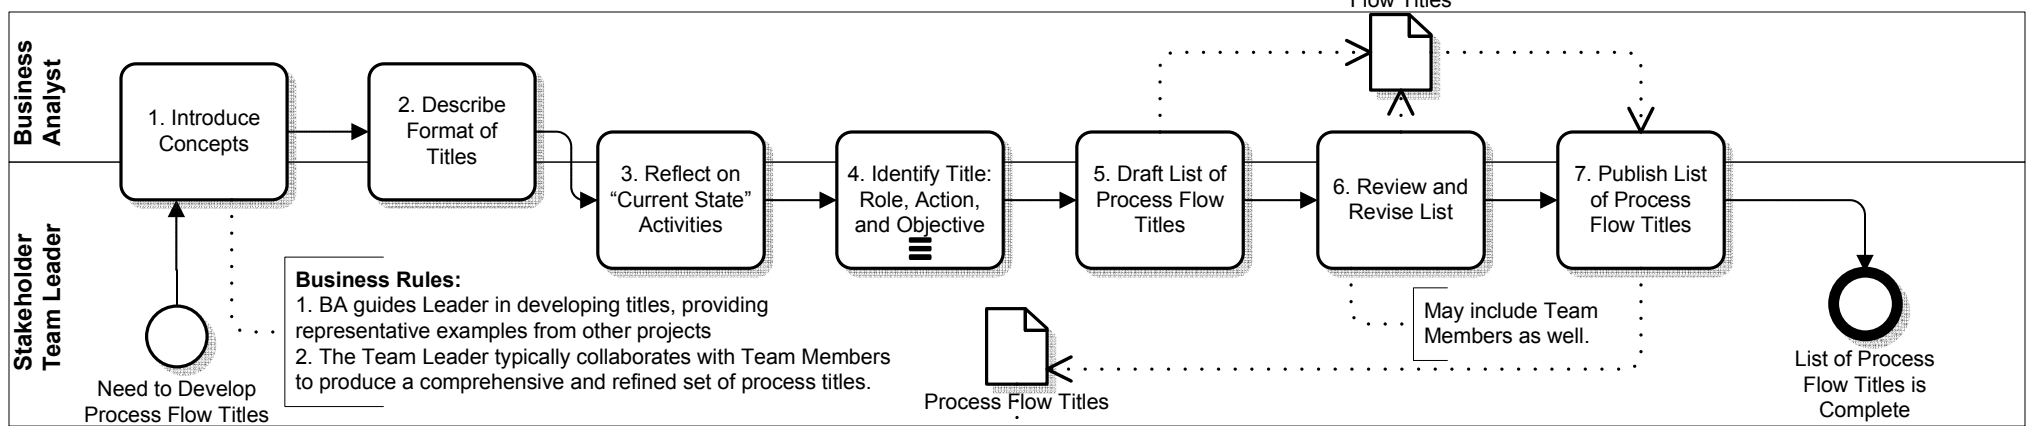 Flow Titles
Business
Analyst
1. Introduce
Concepts
2. Describe
Format of
Titles
3. Reflect on
“Current State”
Activities
4. Identify Title:
Role, Action,
and Objective
5. Draft List of
Process Flow
Titles
6. Review and
Revise List
7. Publish List
of Process
Flow Titles
Stakeholder
Team Leader
Need to Develop
Process Flow Titles
Business Rules:
1. BA guides Leader in developing titles, providing
representative examples from other projects
2. The Team Leader typically collaborates with Team Members
to produce a comprehensive and refined set of process titles.
Process Flow Titles
May include Team
Members as well.
List of Process
Flow Titles is
Complete